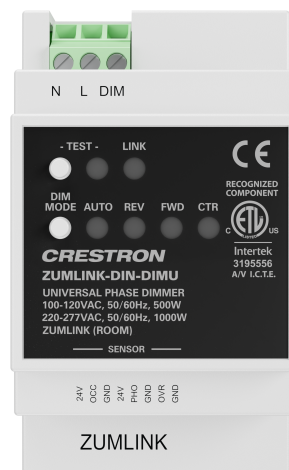 N L DIM
- TEST - LINK
CE
RECOGNIZED
COMPONENT
DIM
MODE AUTO REV FWD CTR
C ETL US
Intertek
3195556
A/V I.C.T.E.
CRESTRON
ZUMLINK-DIN-DIMU
UNIVERSAL PHASE DIMMER
100-120VAC, 50/60Hz, 500W
220-277VAC, 50/60Hz, 1000W
ZUMLINK (ROOM)
SENSOR
24V OCC GND 24V PHO GND OVR GND
ZUMLINK